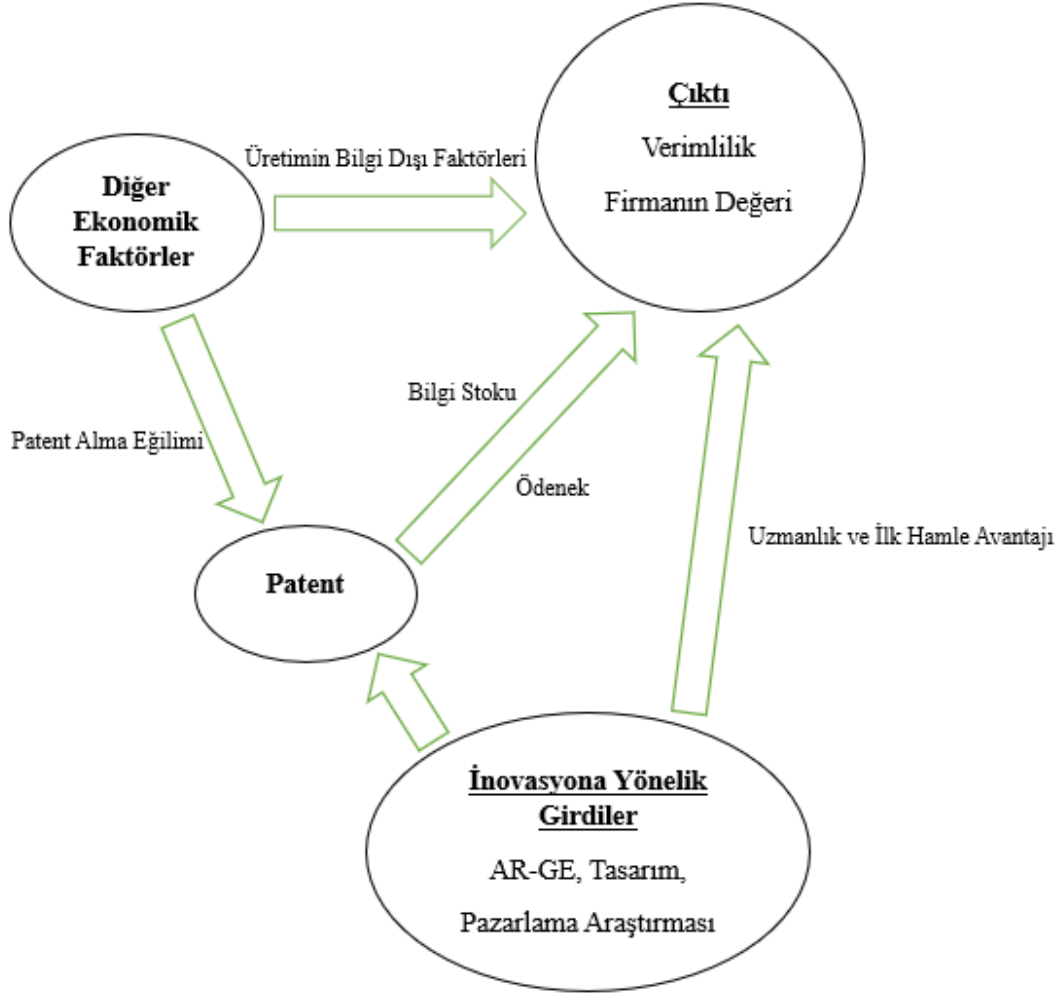 Çıktı
Verimlilik
Firmanın Değeri
Üretimin Bilgi Dışı Faktörleri
Diğer
Ekonomik
Faktörler
Bilgi Stoku
Patent Alma Eğilimi
Ödenek
Uzmanlık ve İlk Hamle Avantajı
Patent
İnovasyona Yönelik
Girdiler
AR-GE, Tasarım,
Pazarlama Araştırması